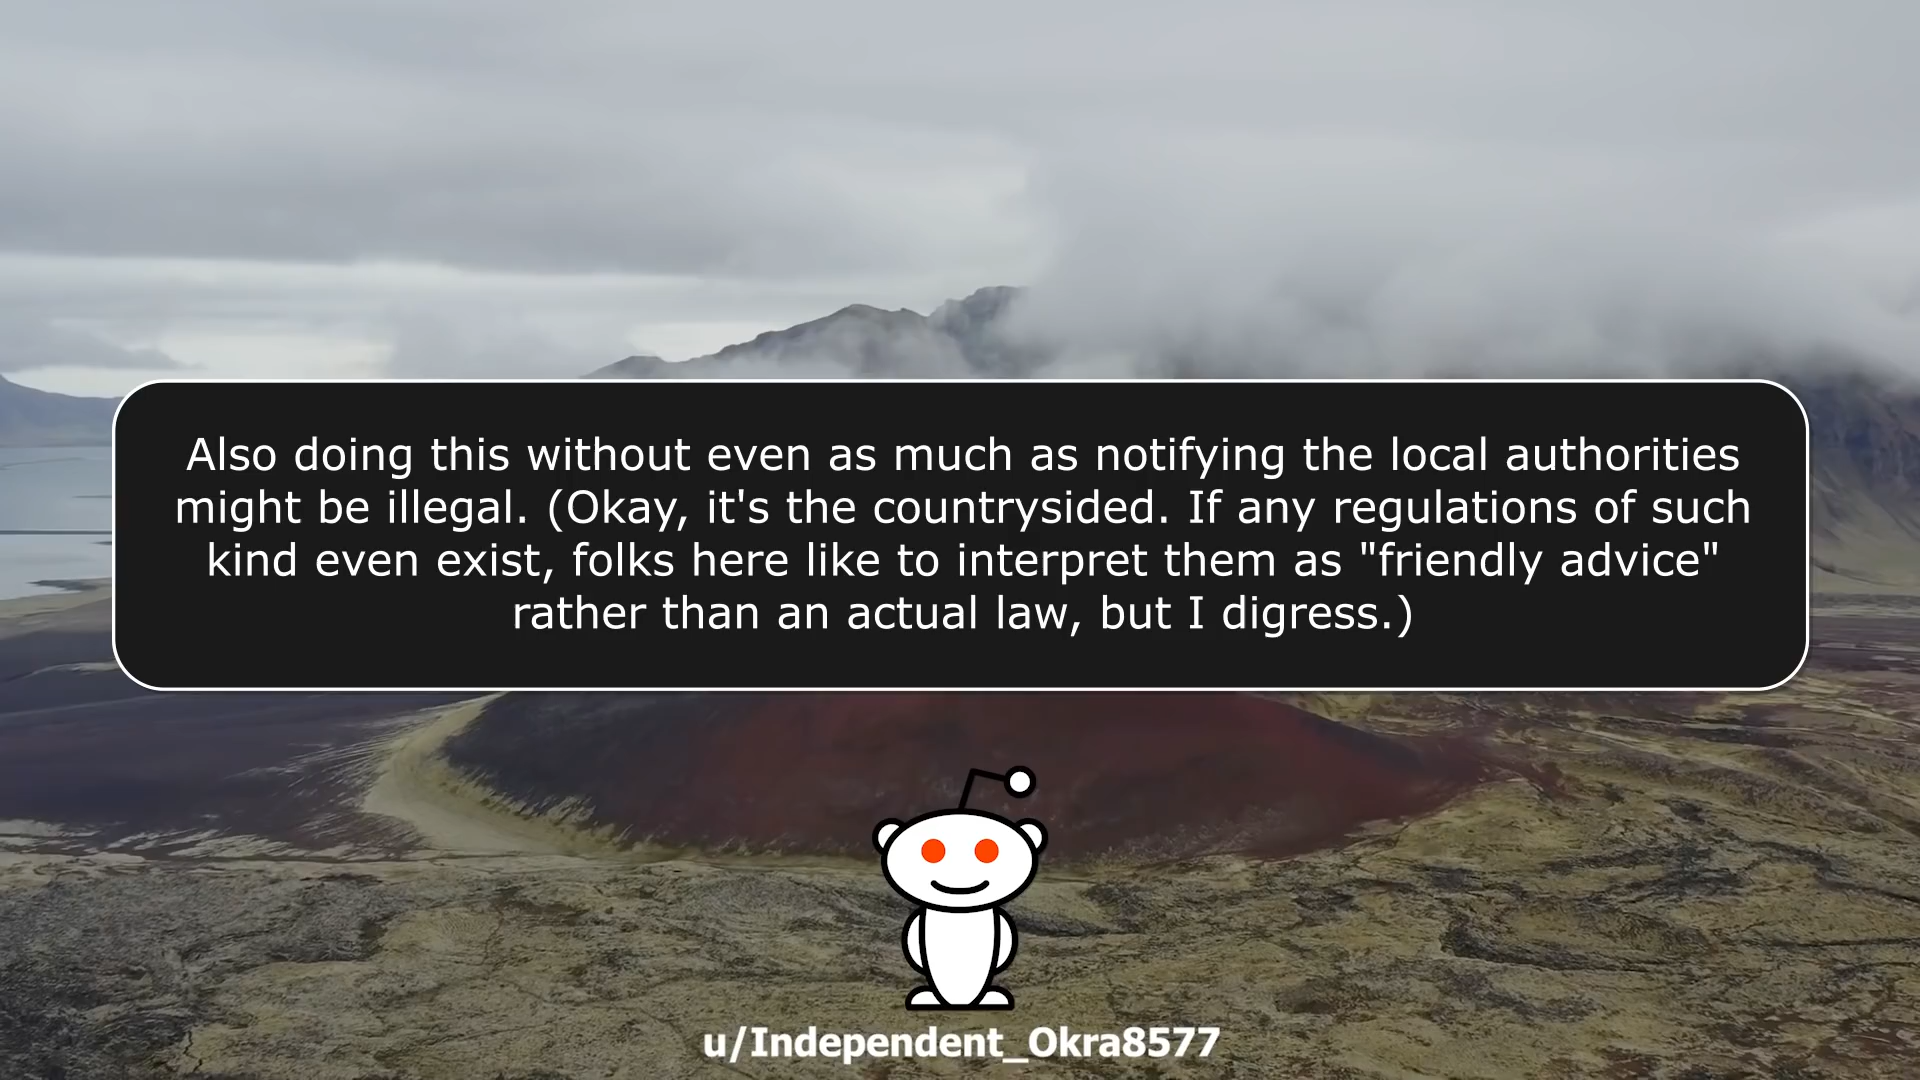 Also doing this without even as much as notifying the local authorities
might be illegal. (Okay, it's the countrysided. If any regulations of such
kind even exist, folks here like to interpret them as "friendly advice"
rather than an actual law, but I digress.)
u/Independent_Okra8577